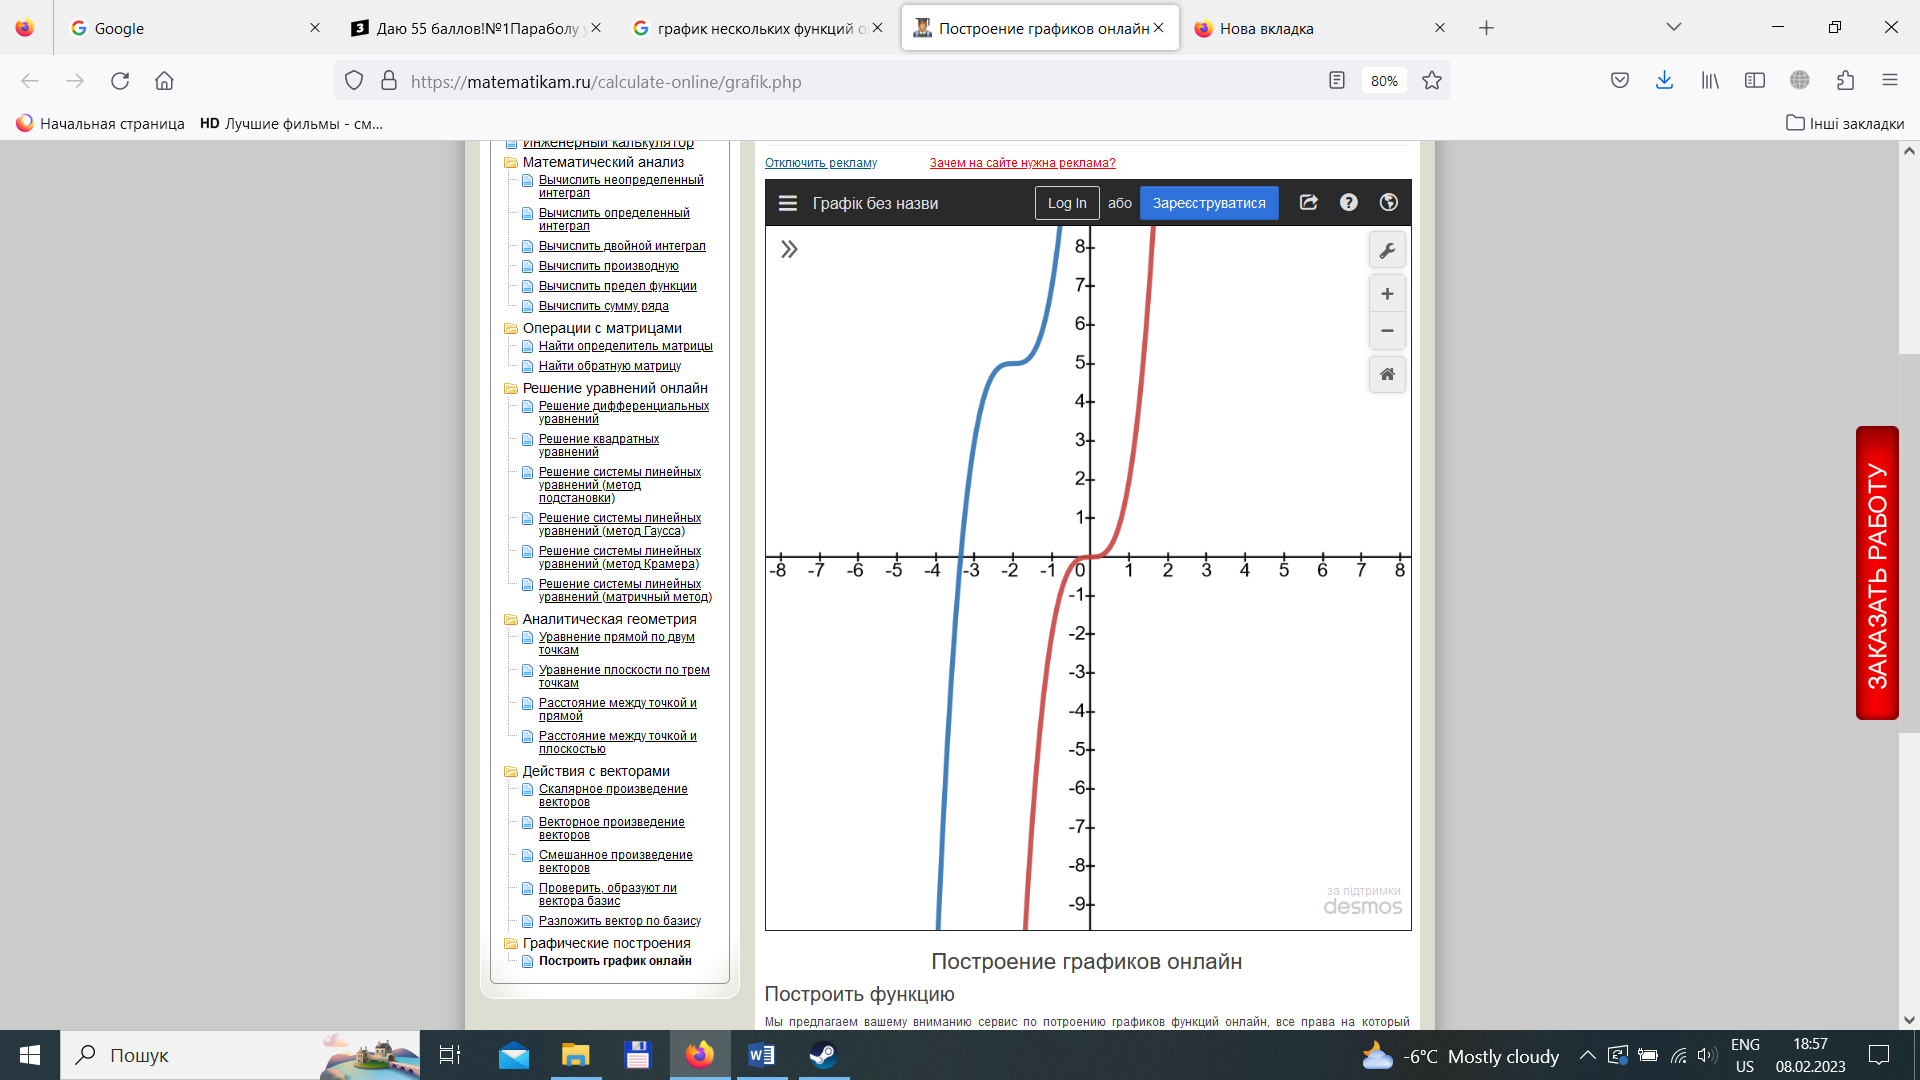 Google
Даю 55 баллов!№1Параболу у
график нескольких функций о
Построение графиков онлайн
Нова вкладка
https://matematikam.ru/calculate-online/grafik.php
80%
Начальная страница
HD Лучшие фильмы - см...
Інші закладки
Инженерный калькулятор
Математический анализ
Вычислить неопределенный
интеграл
Вычислить определенный
интеграл
Вычислить двойной интеграл
Вычислить производную
Вычислить предел функции
Вычислить сумму ряда
Операции с матрицами
Найти определитель матрицы
Найти обратную матрицу
Решение уравнений онлайн
Решение дифференциальных
уравнений
Решение квадратных
уравнений
Решение системы линейных
уравнений (метод
подстановки)
Решение системы линейных
уравнений (метод Гаусса)
Решение системы линейных
уравнений (метод Крамера)
Решение системы линейных
уравнений (матричный метод)
Аналитическая геометрия
Уравнение прямой по двум
точкам
Уравнение плоскости по трем
точкам
Расстояние между точкой и
прямой
Расстояние между точкой и
плоскостью
Действия с векторами
Скалярное произведение
векторов
Векторное произведение
векторов
Смешанное произведение
векторов
Проверить, образуют ли
вектора базис
Разложить вектор по базису
Графические построения
Построить график онлайн
Отключить рекламу
Зачем на сайте нужна реклама?
Графік без назви
Log In або Зареєструватися
8
7
6
5
4
3
2
1
-8 -7 -6 -5 -4 -3 -2 -1 0 1 2 3 4 5 6 7 8
-1
-2
-3
-4
-5
-6
-7
-8
-9
за підтримки
desmos
Построение графиков онлайн
Построить функцию
Мы предлагаем вашему вниманию сервис по потроению графиков функций онлайн, все права на который
ЗАКАЗАТЬ РАБОТУ
Пошук
-6°C Mostly cloudy
ENG
US
18:57
08.02.2023